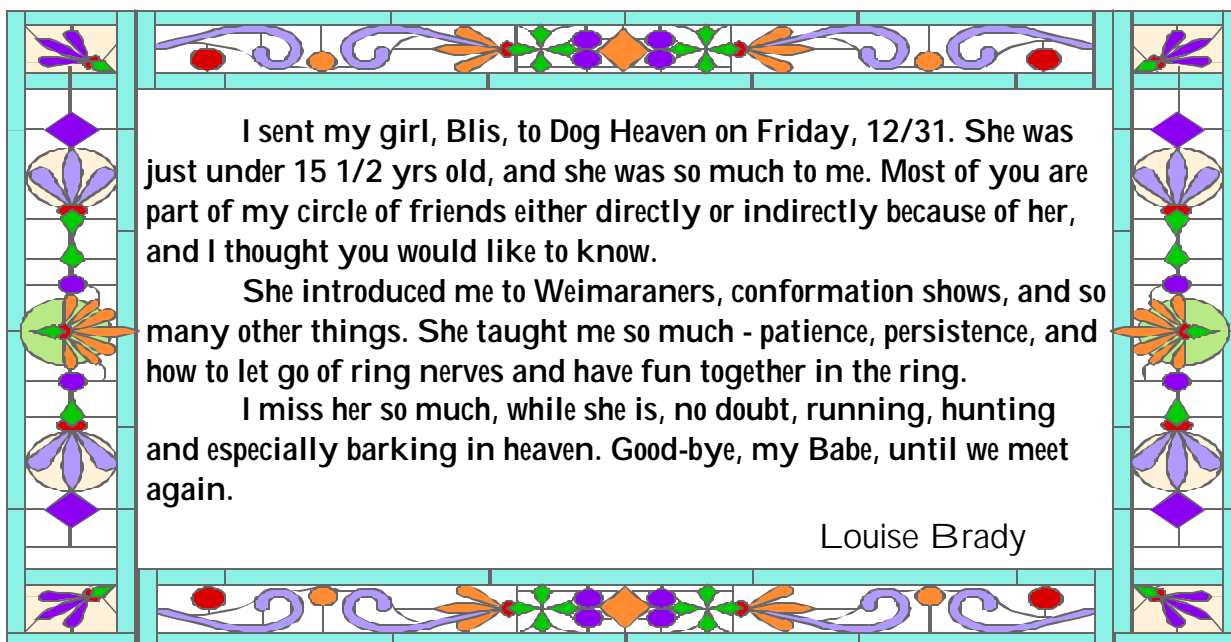 I sent my girl, Blis, to Dog Heaven on Friday, 12/31. She was
just under 15 1/2 yrs old, and she was so much to me. Most of you are
part of my circle of friends either directly or indirectly because of her,
and I thought you would like to know.
She introduced me to Weimaraners, conformation shows, and so
many other things. She taught me so much - patience, persistence, and
how to let go of ring nerves and have fun together in the ring.
I miss her so much, while she is, no doubt, running, hunting
and especially barking in heaven. Good-bye, my Babe, until we meet
again.
Louise Brady